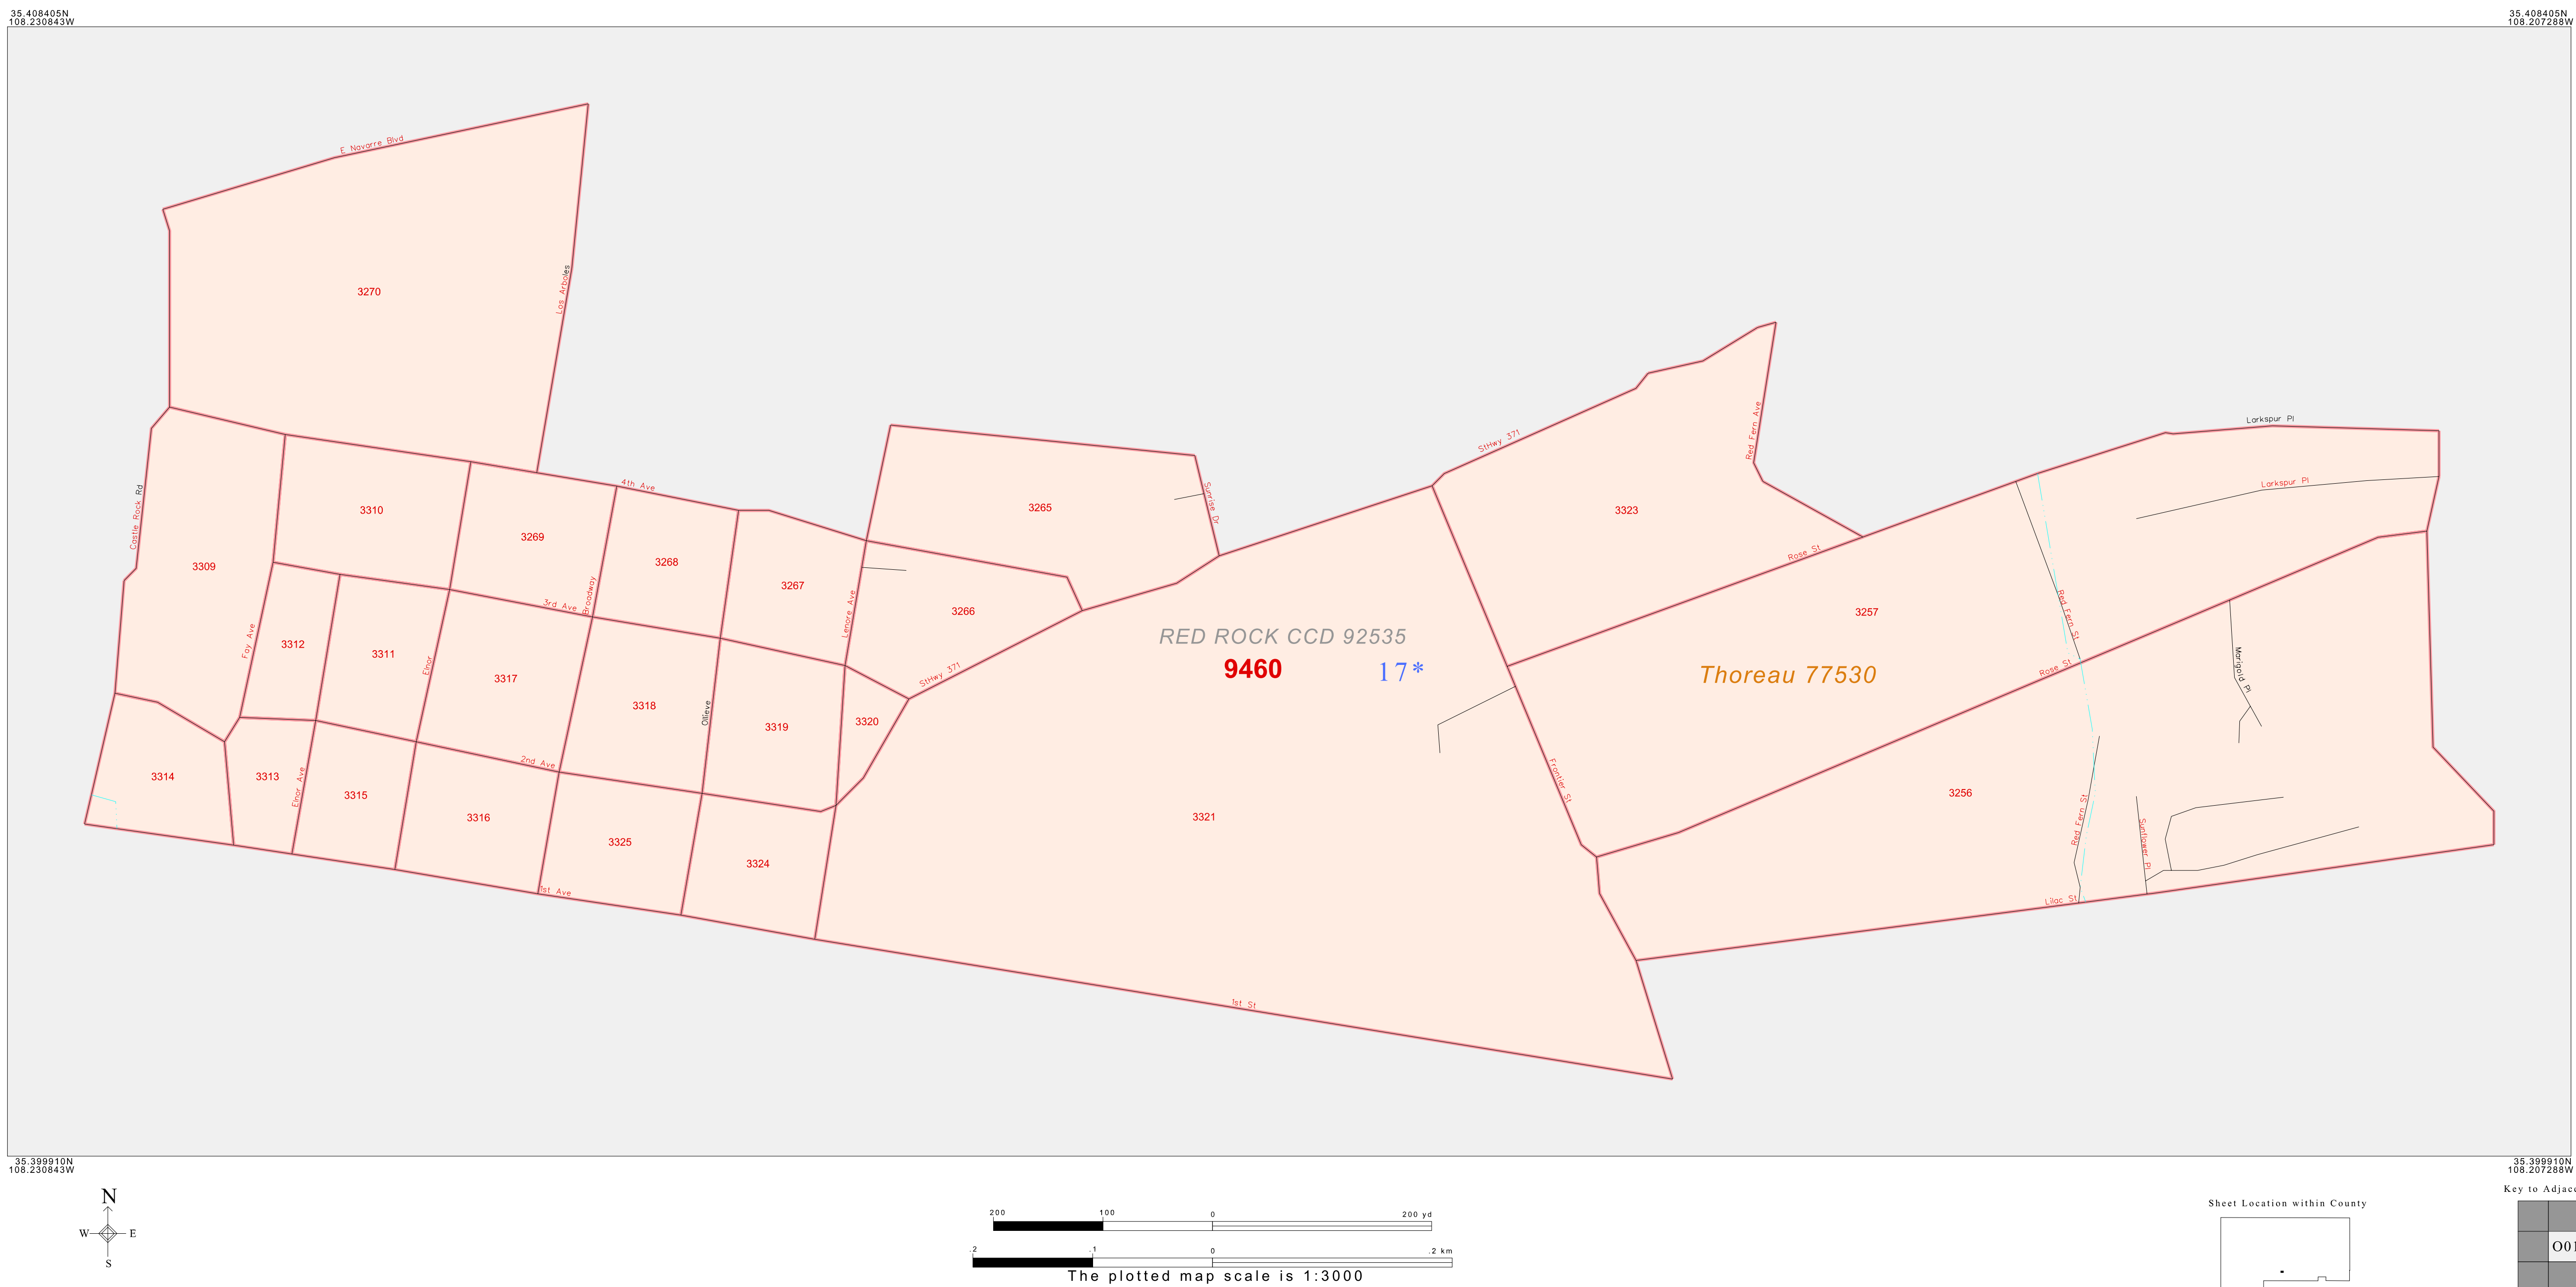 35.408405N
108.230843W
35.408405N
108.207288W
E Navarre Blvd
3270
Los Arboles
Larkspur Pl
StHwy 371
Red Fern Ave
4th Ave
Sunrise Dr
Larkspur Pl
Castle Rock Rd
3310
3265
3323
3269
3268
Rose St
3309
3267
3rd Ave
Broadway
Lenore Ave
3266
3257
Red Fern St
Fay Ave
3312
3311
Elnor
RED ROCK CCD 92535
9460
17*
Thoreau 77530
Rose St
Marigold Pl
StHwy 371
3317
3318
Ollieve
3319
3320
2nd Ave
3314
3313
Elnor Ave
3315
Frontier St
3256
3316
3321
Red Fern St
Sunflower Pl
3325
3324
1st Ave
Lilac St
1st St
35.399910N
108.230843W
35.399910N
108.207288W
N
W
E
S
200
100
0
200 yd
.2
.1
0
.2 km
The plotted map scale is 1:3000
Sheet Location within County
Key to Adjac
O01